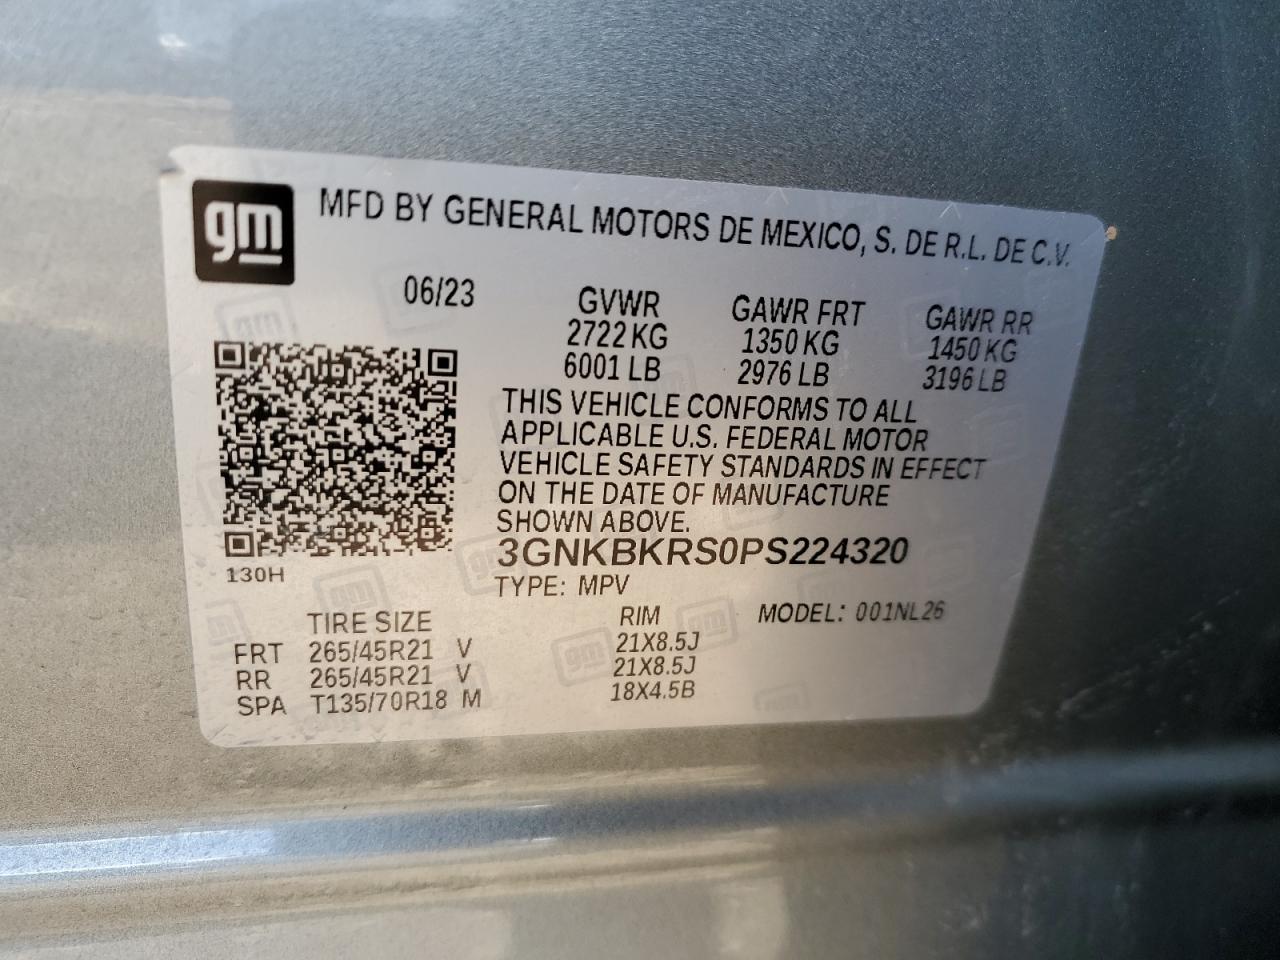 gm
MFD BY GENERAL MOTORS DE MEXICO, S. DE R.L. DE C.V.
06/23
GVWR GAWR FRT GAWR RR
2722 KG 1350 KG 1450 KG
6001 LB 2976 LB 3196 LB
THIS VEHICLE CONFORMS TO ALL
APPLICABLE U.S. FEDERAL MOTOR
VEHICLE SAFETY STANDARDS IN EFFECT
ON THE DATE OF MANUFACTURE
SHOWN ABOVE.
3GNKBKRS0PS224320
130H
TYPE: MPV
TIRE SIZE RIM MODEL: 001NL26
FRT 265/45R21 V 21X8.5J
RR 265/45R21 V 21X8.5J
SPA T135/70R18 M 18X4.5B